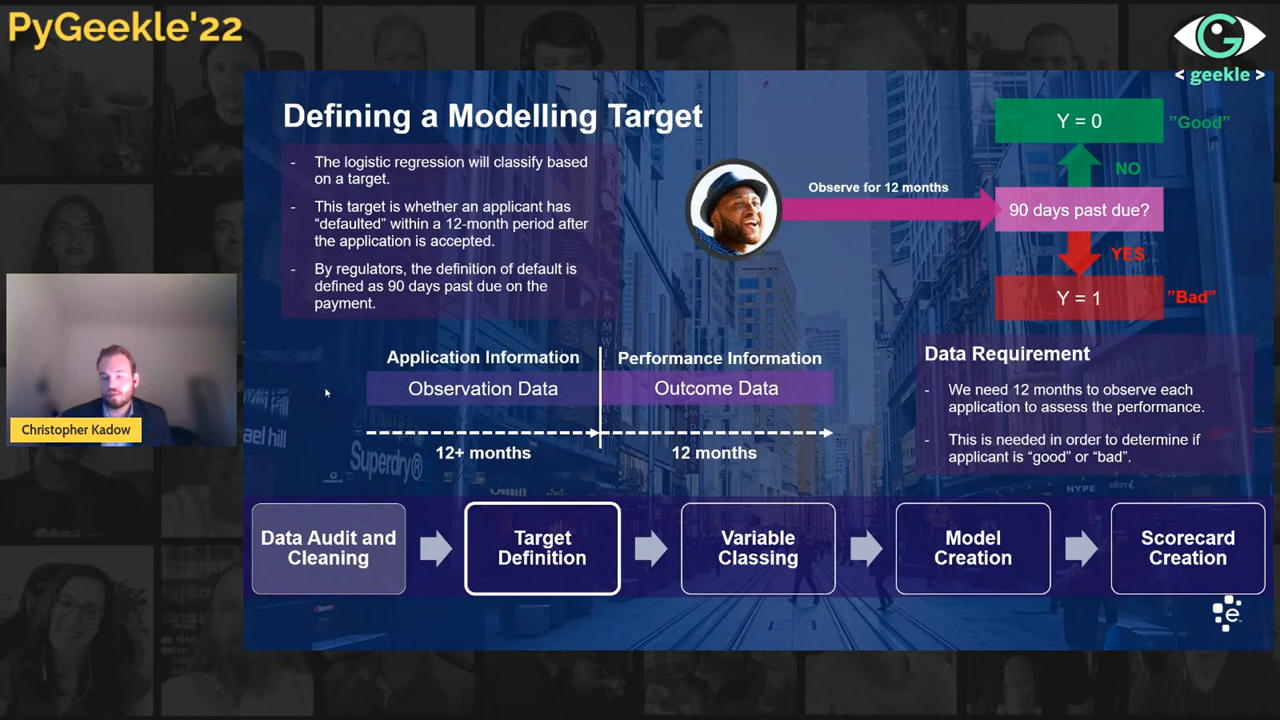 PyGeekle'22
G
< geekle >
Defining a Modelling Target
- The logistic regression will classify based
on a target.
- This target is whether an applicant has
“defaulted” within a 12-month period after
the application is accepted.
- By regulators, the definition of default is
defined as 90 days past due on the
payment.
Observe for 12 months
Y = 0
”Good”
NO
90 days past due?
YES
Y = 1
”Bad”
Application Information
Performance Information
Observation Data
Outcome Data
12+ months
12 months
Data Requirement
- We need 12 months to observe each
application to assess the performance.
- This is needed in order to determine if
applicant is “good” or “bad”.
Christopher Kadow
ael hill
Superdry®
HYPE
Data Audit and
Cleaning
Target
Definition
Variable
Classing
Model
Creation
Scorecard
Creation
e